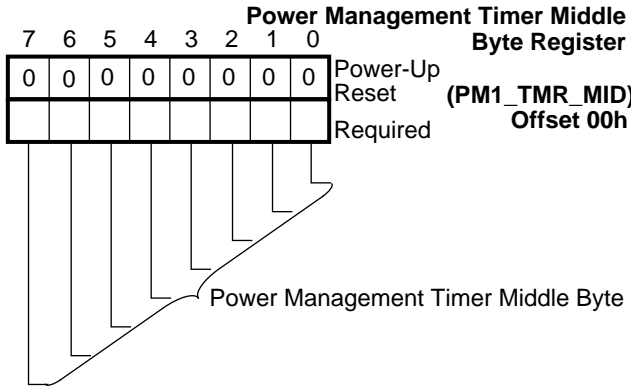 Power Management Timer Middle
Byte Register
(PM1_TMR_MID)
Offset 00h
7 6 5 4 3 2 1 0
0 0 0 0 0 0 0 0
Power-Up
Reset
Required
Power Management Timer Middle Byte